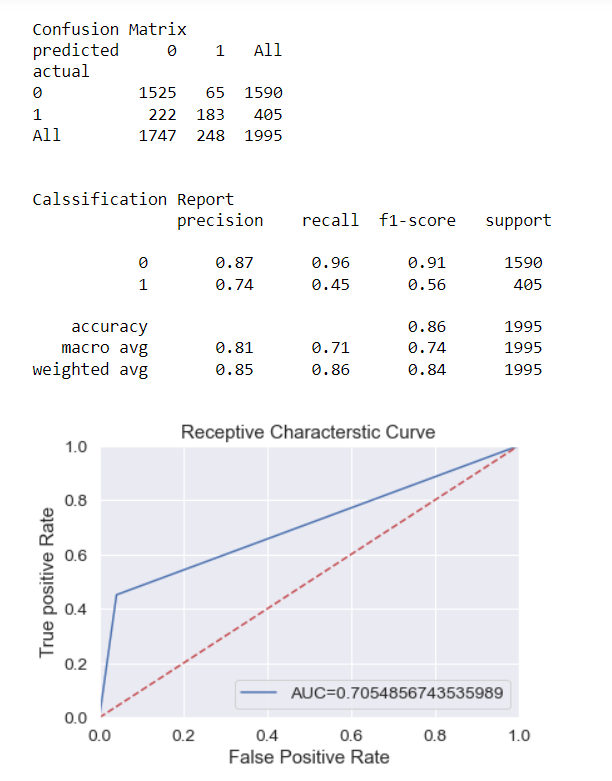 Confusion Matrix
predicted 0 1 All
actual
0 1525 65 1590
1 222 183 405
All 1747 248 1995
Calssification Report
precision recall f1-score support
0 0.87 0.96 0.91 1590
1 0.74 0.45 0.56 405
accuracy 0.86 1995
macro avg 0.81 0.71 0.74 1995
weighted avg 0.85 0.86 0.84 1995
Receptive Characterstic Curve
1.0
0.8
0.6
0.4
0.2
0.0
True positive Rate
AUC=0.7054856743535989
0.0 0.2 0.4 0.6 0.8 1.0
False Positive Rate